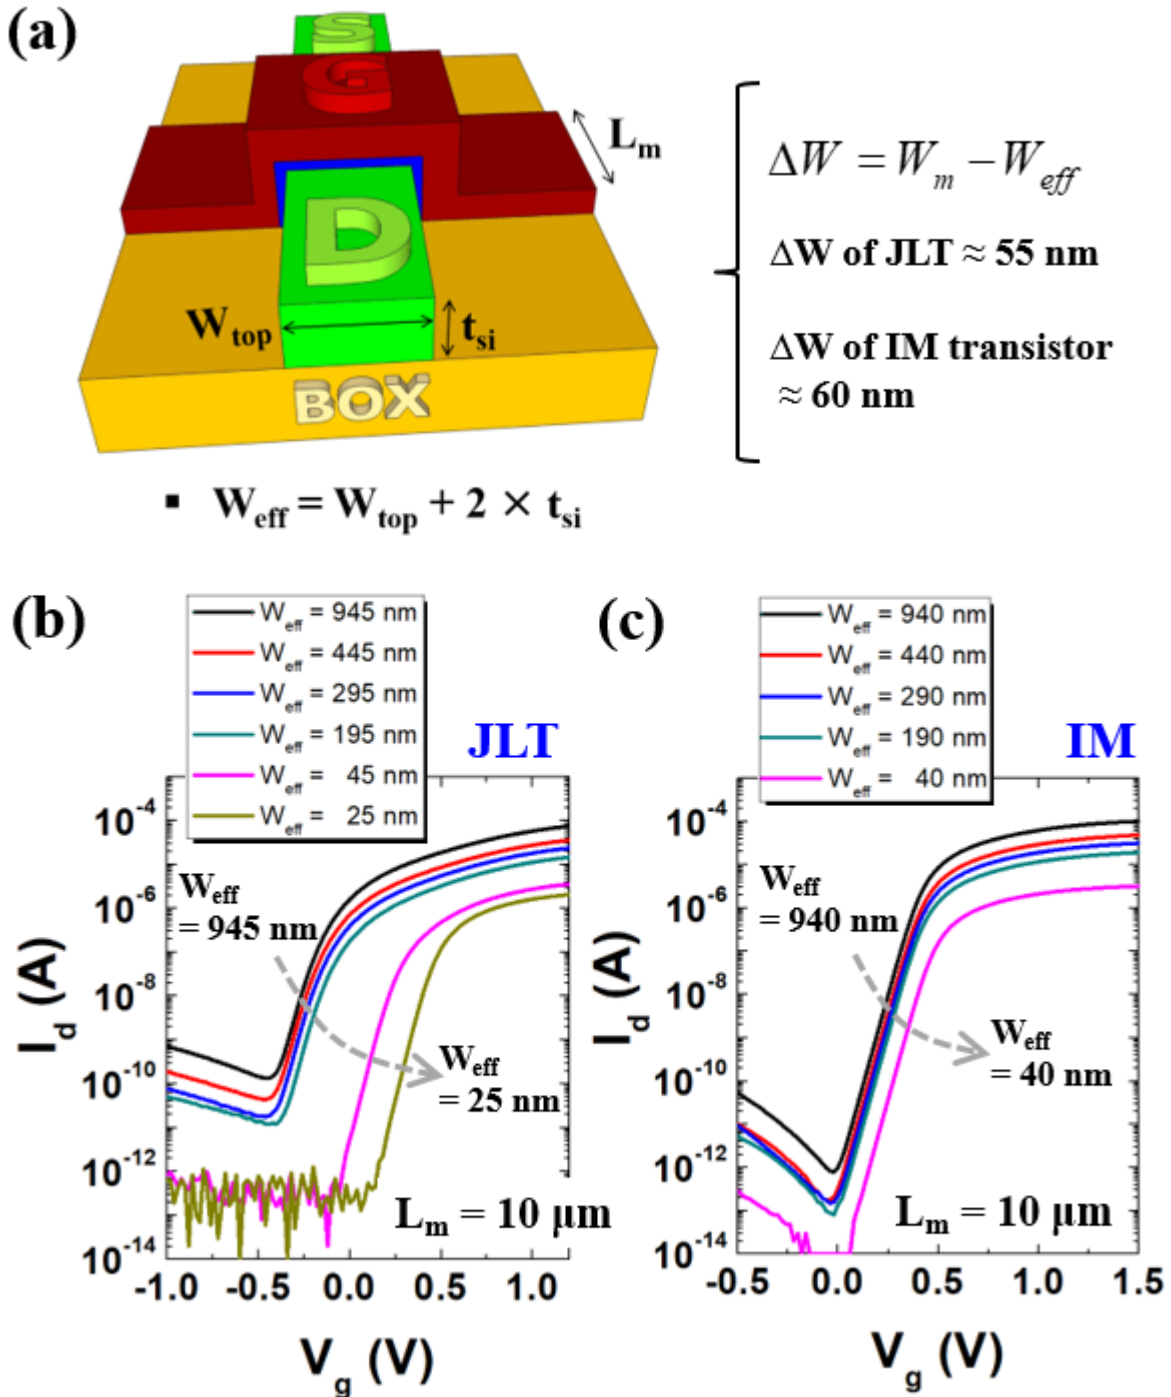 (a)
S
G
L_m
D
W_top
t_si
BOX
ΔW = W_m − W_eff
ΔW of JLT ≈ 55 nm
ΔW of IM transistor
≈ 60 nm
▪ W_eff = W_top + 2 × t_si
(b)
W_eff = 945 nm
W_eff = 445 nm
W_eff = 295 nm
W_eff = 195 nm
W_eff = 45 nm
W_eff = 25 nm
JLT
10^-4
10^-6
10^-8
10^-10
10^-12
10^-14
I_d (A)
W_eff
= 945 nm
W_eff
= 25 nm
L_m = 10 μm
-1.0 -0.5 0.0 0.5 1.0
V_g (V)
(c)
W_eff = 940 nm
W_eff = 440 nm
W_eff = 290 nm
W_eff = 190 nm
W_eff = 40 nm
IM
10^-4
10^-6
10^-8
10^-10
10^-12
10^-14
I_d (A)
W_eff
= 940 nm
W_eff
= 40 nm
L_m = 10 μm
-0.5 0.0 0.5 1.0 1.5
V_g (V)